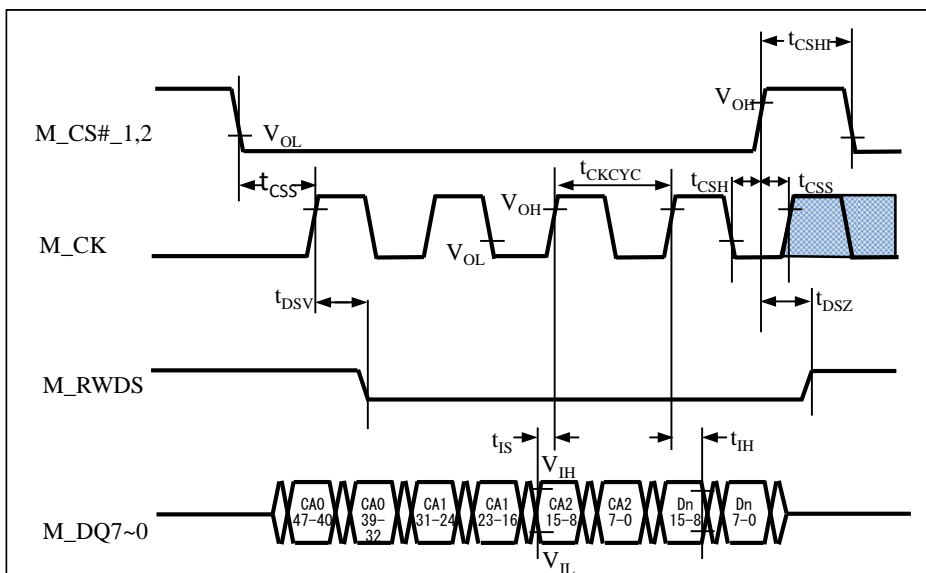 tCSHI
M_CS#_1,2
VOH
VOL
tCSS
tCKCYC
tCSH
tCSS
VOH
M_CK
VOL
tDSV
tDSZ
M_RWDS
tIS
VIH
tIH
M_DQ7~0
CA0 47-40
CA0 39-32
CA1 31-24
CA1 23-16
CA2 15-8
CA2 7-0
Dn 15-8
Dn 7-0
VIL